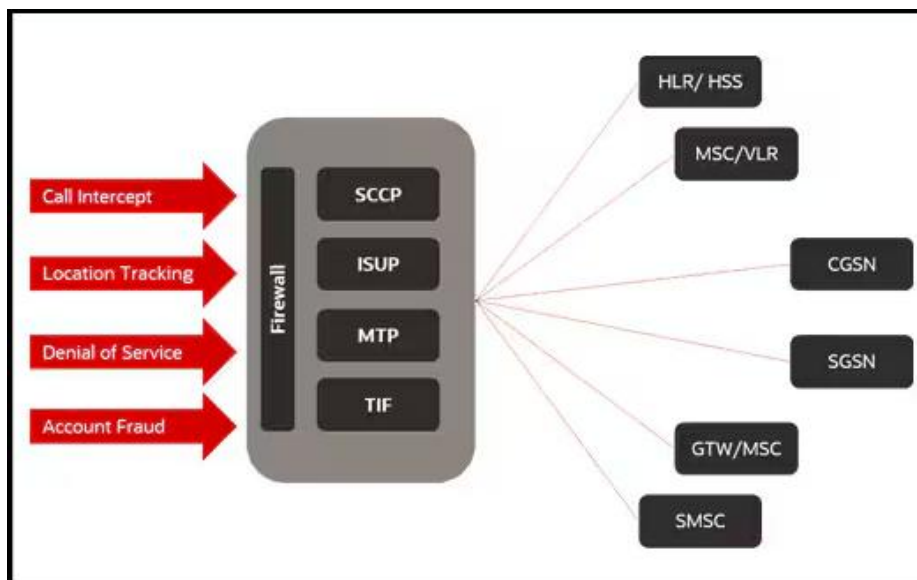 Call Intercept
Location Tracking
Denial of Service
Account Fraud
Firewall
SCCP
ISUP
MTP
TIF
HLR/ HSS
MSC/VLR
CGSN
SGSN
GTW/MSC
SMSC